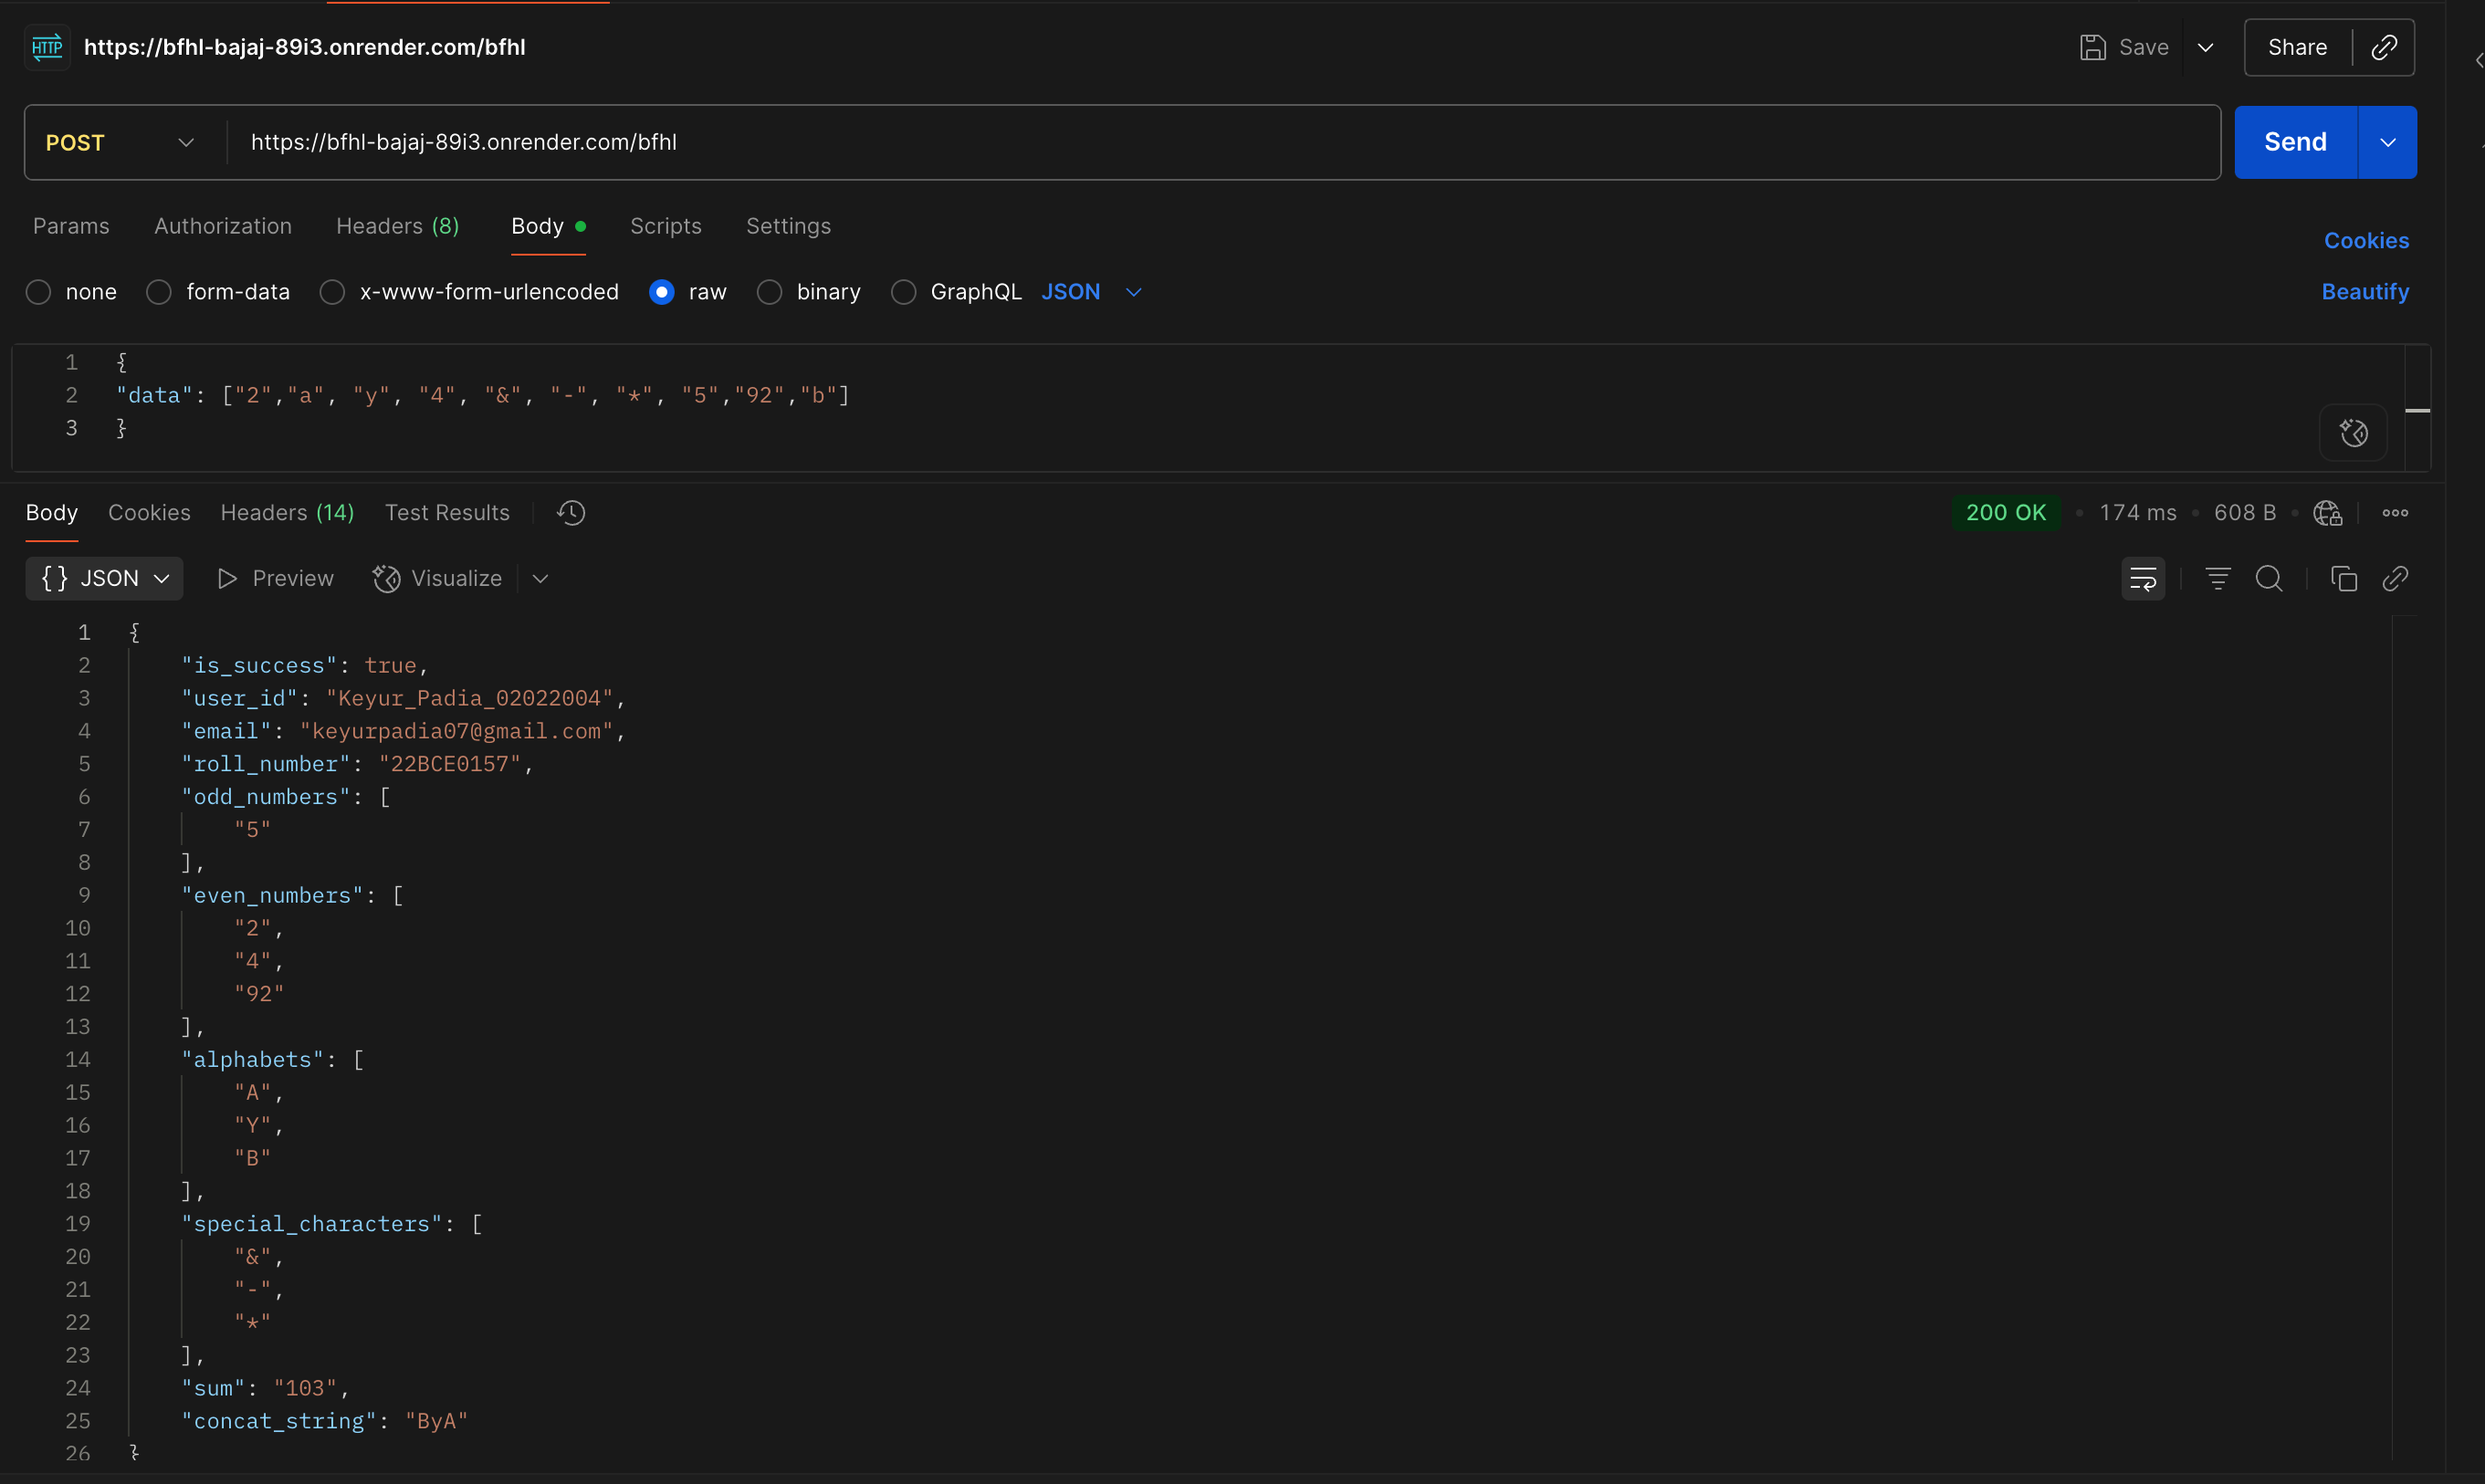 HTTP https://bfhl-bajaj-89i3.onrender.com/bfhl Save Share
POST https://bfhl-bajaj-89i3.onrender.com/bfhl Send
Params Authorization Headers (8) Body Scripts Settings Cookies
none form-data x-www-form-urlencoded raw binary GraphQL JSON Beautify
1 {
2 "data": ["2","a", "y", "4", "&", "-", "*", "5","92","b"]
3 }
Body Cookies Headers (14) Test Results 200 OK • 174 ms • 608 B •
{} JSON Preview Visualize
1 {
2 "is_success": true,
3 "user_id": "Keyur_Padia_02022004",
4 "email": "keyurpadia07@gmail.com",
5 "roll_number": "22BCE0157",
6 "odd_numbers": [
7 "5"
8 ],
9 "even_numbers": [
10 "2",
11 "4",
12 "92"
13 ],
14 "alphabets": [
15 "A",
16 "Y",
17 "B"
18 ],
19 "special_characters": [
20 "&",
21 "-",
22 "*"
23 ],
24 "sum": "103",
25 "concat_string": "ByA"
26 }